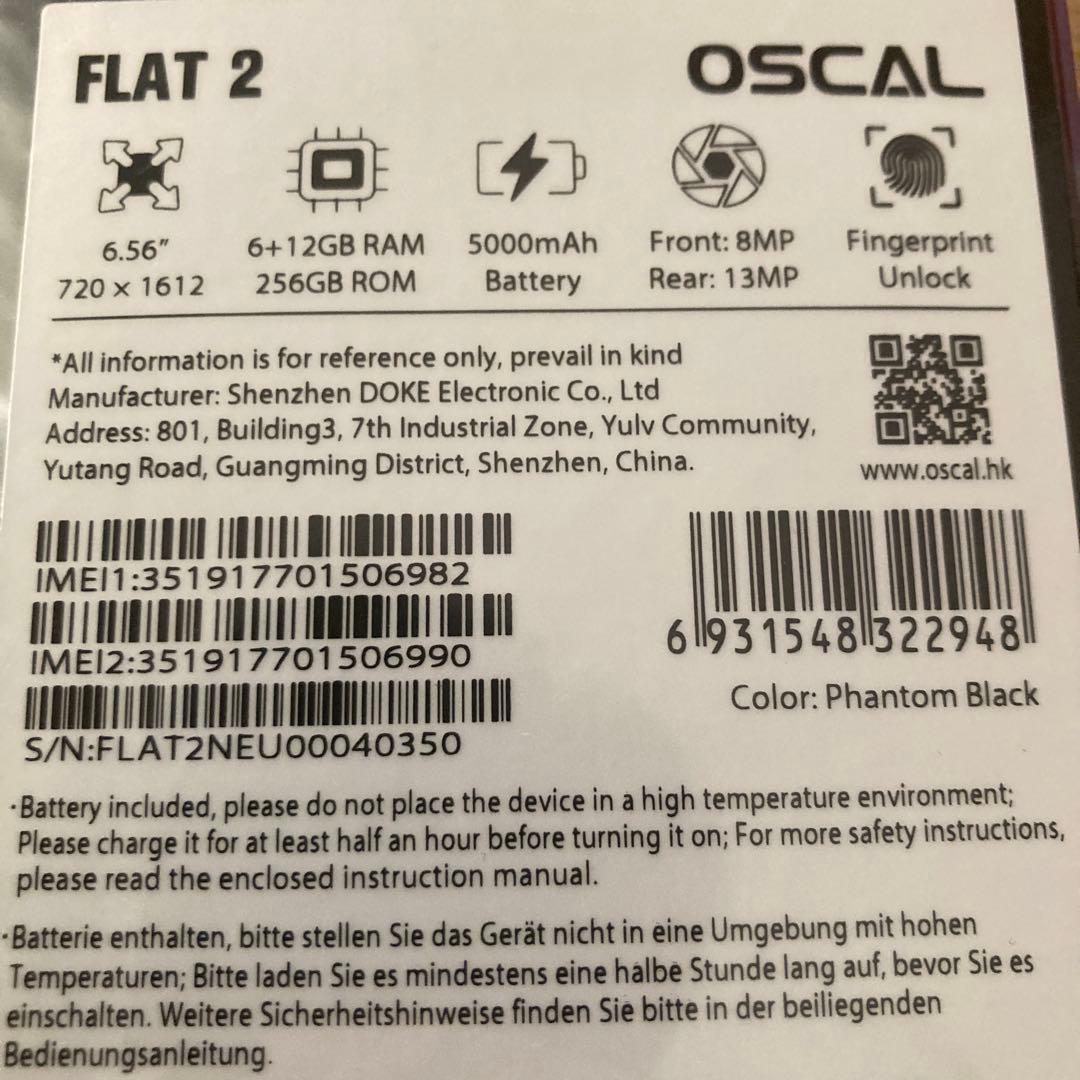 FLAT 2
OSCAL
6.56"
720 x 1612
6+12GB RAM
256GB ROM
5000mAh
Battery
Front: 8MP
Rear: 13MP
Fingerprint
Unlock
*All information is for reference only, prevail in kind
Manufacturer: Shenzhen DOKE Electronic Co., Ltd
Address: 801, Building3, 7th Industrial Zone, Yulv Community,
Yutang Road, Guangming District, Shenzhen, China.
www.oscal.hk
IMEI1:351917701506982
IMEI2:351917701506990
S/N:FLAT2NEU00040350
6 931548 322948
Color: Phantom Black
·Battery included, please do not place the device in a high temperature environment;
Please charge it for at least half an hour before turning it on; For more safety instructions,
please read the enclosed instruction manual.
·Batterie enthalten, bitte stellen Sie das Gerät nicht in eine Umgebung mit hohen
Temperaturen; Bitte laden Sie es mindestens eine halbe Stunde lang auf, bevor Sie es
einschalten. Weitere Sicherheitshinweise finden Sie bitte in der beiliegenden
Bedienungsanleitung.